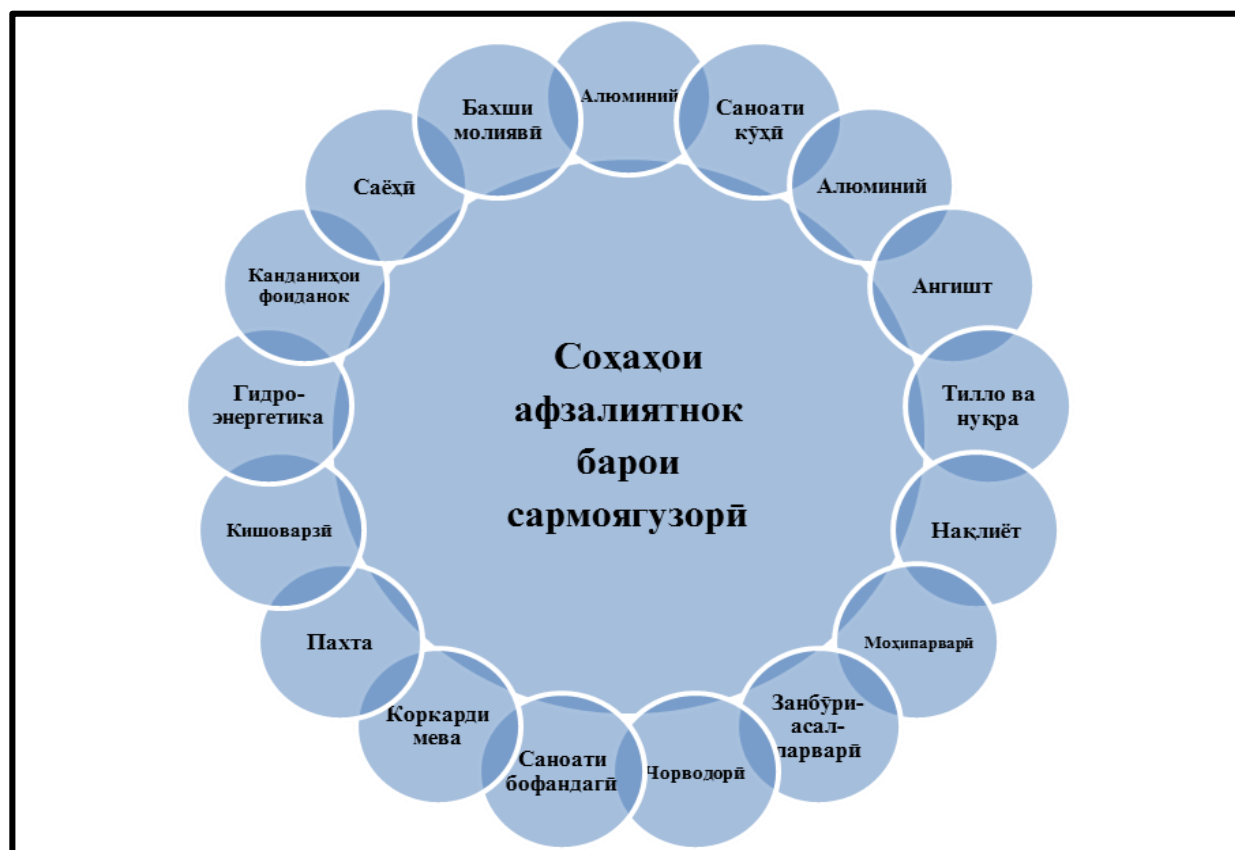 Соҳаҳои
афзалиятнок
барои
сармоягузорӣ
Алюминий
Саноати
кӯҳӣ
Алюминий
Ангишт
Тилло ва
нуқра
Нақлиёт
Моҳипарварӣ
Занбӯри-
асал-
парварӣ
Чорводорӣ
Саноати
бофандагӣ
Коркарди
мева
Пахта
Кишоварзӣ
Гидро-
энергетика
Канданиҳои
фоиданок
Саёҳӣ
Бахши
молиявӣ